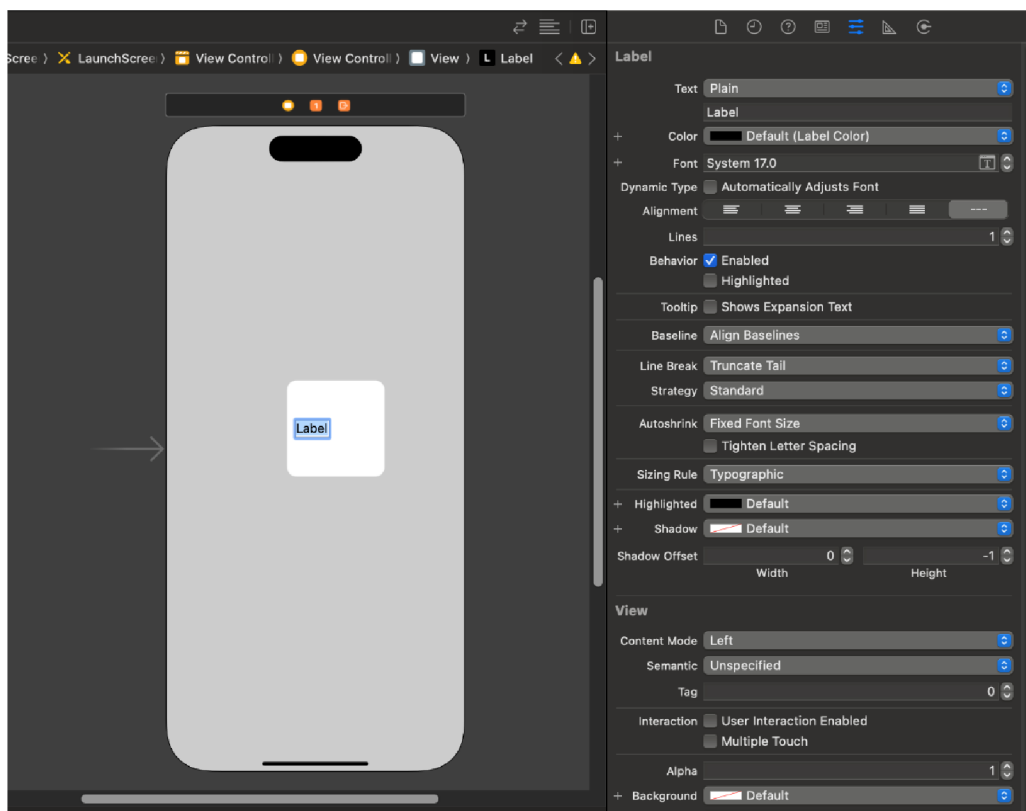 Scree LaunchScree View Controll View Controll View L Label
Label
Label
Text Plain
Label
Color Default (Label Color)
Font System 17.0
Dynamic Type Automatically Adjusts Font
Alignment ---
Lines 1
Behavior Enabled
Highlighted
Tooltip Shows Expansion Text
Baseline Align Baselines
Line Break Truncate Tail
Strategy Standard
Autoshrink Fixed Font Size
Tighten Letter Spacing
Sizing Rule Typographic
Highlighted Default
Shadow Default
Shadow Offset 0 -1
Width Height
View
Content Mode Left
Semantic Unspecified
Tag 0
Interaction User Interaction Enabled
Multiple Touch
Alpha 1
Background Default